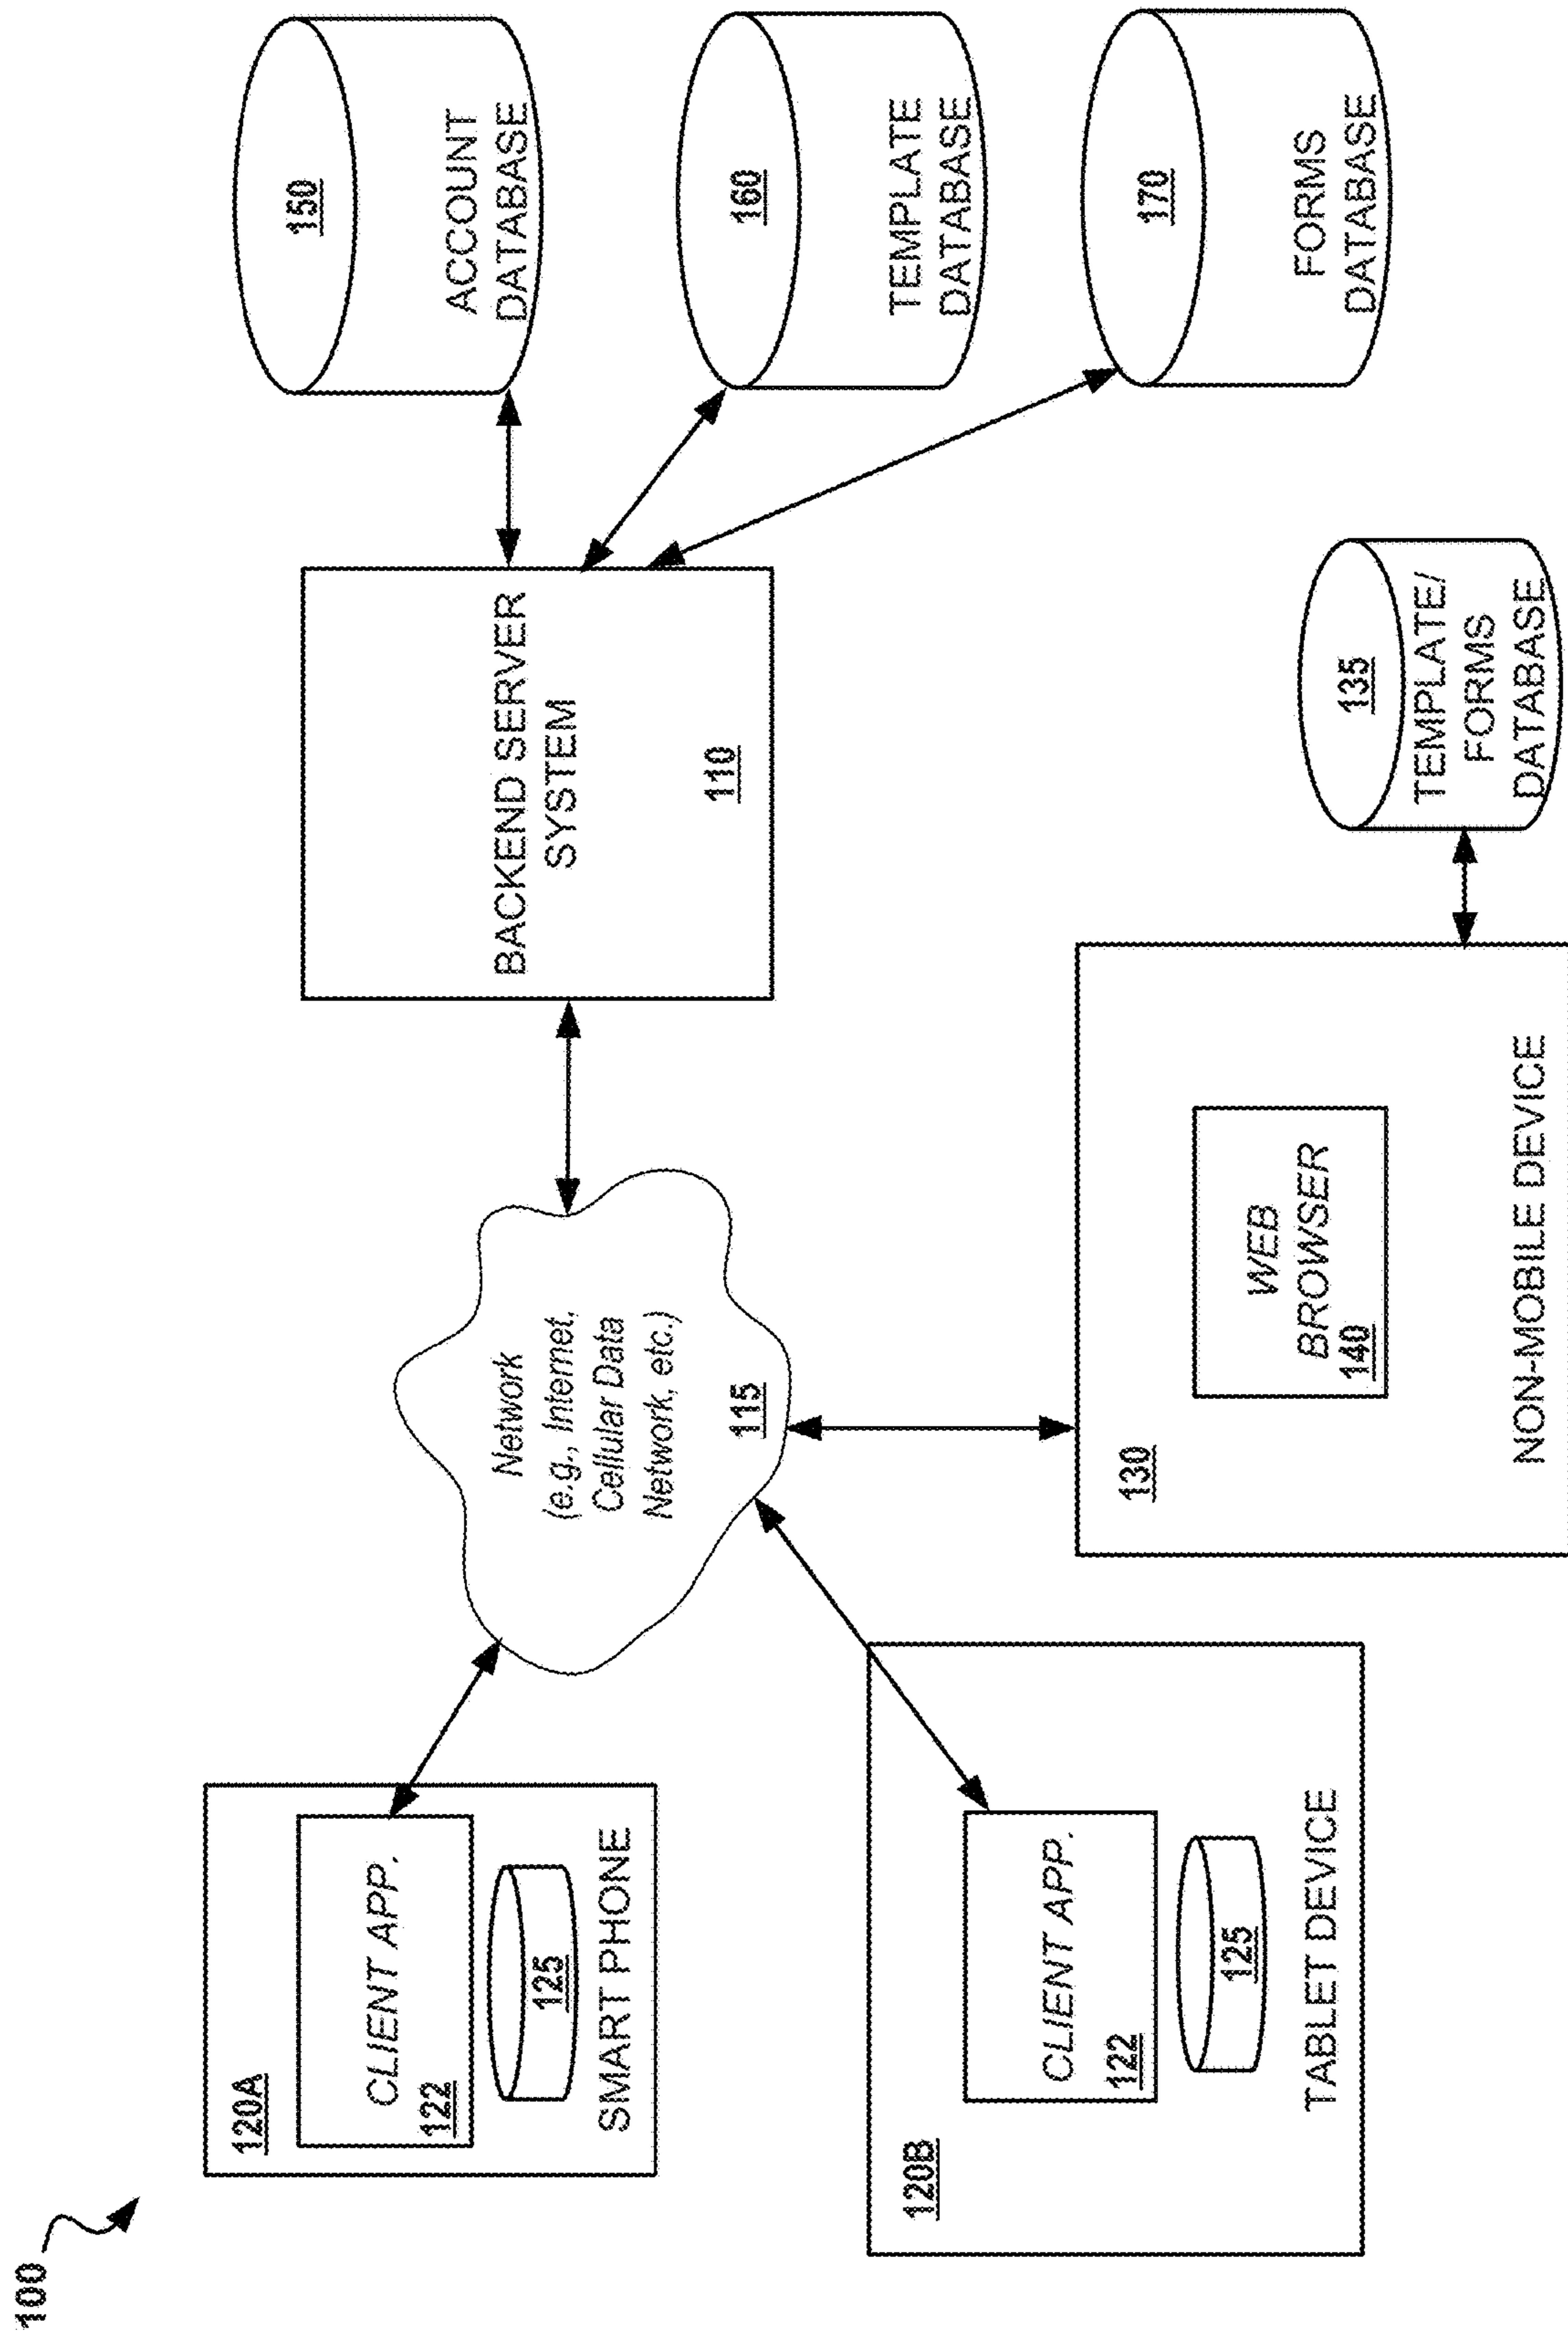 100
120A
CLIENT APP.
122
125
SMART PHONE
120B
CLIENT APP.
122
125
TABLET DEVICE
Network
(e.g., Internet,
Cellular Data
Network, etc.)
115
130
WEB
BROWSER
140
NON-MOBILE DEVICE
BACKEND SERVER
SYSTEM
110
135
TEMPLATE/
FORMS
DATABASE
150
ACCOUNT
DATABASE
160
TEMPLATE
DATABASE
170
FORMS
DATABASE